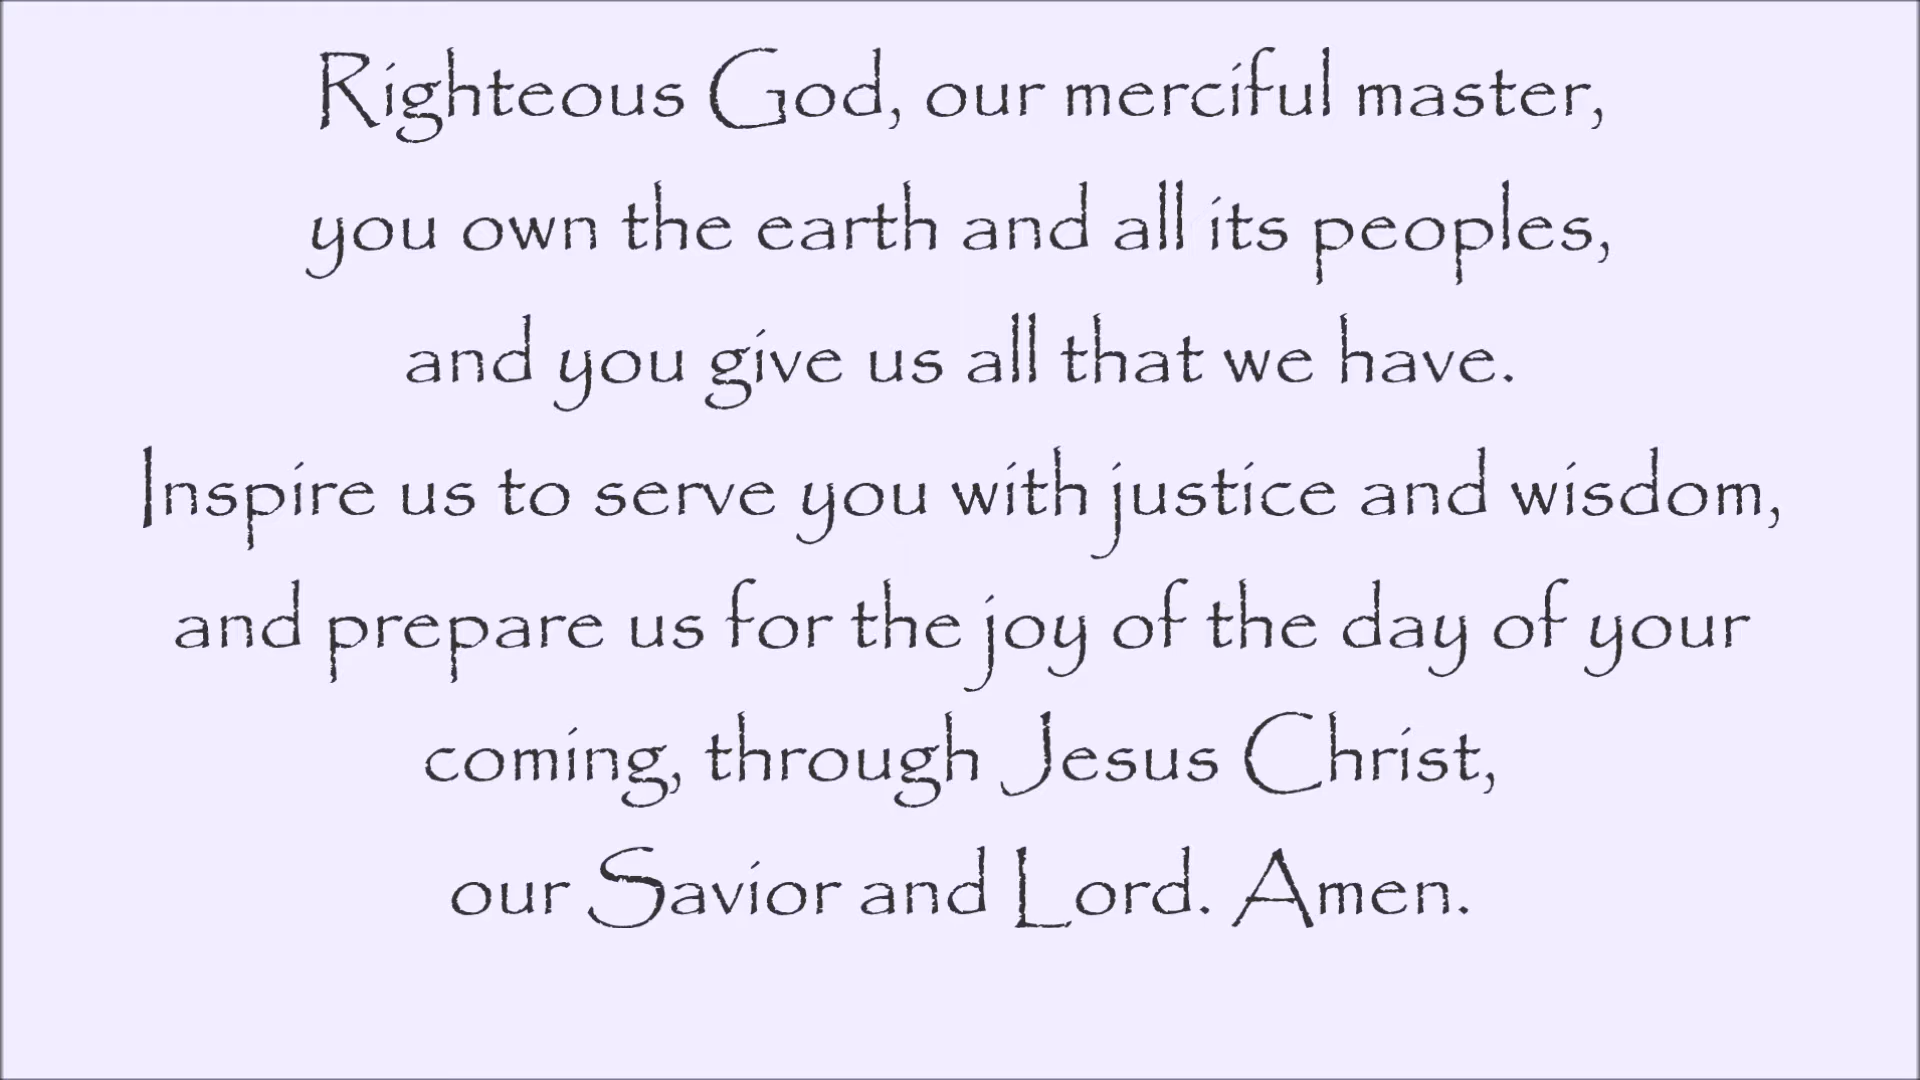 Righteous God, our merciful master,
you own the earth and all its peoples,
and you give us all that we have.
Inspire us to serve you with justice and wisdom,
and prepare us for the joy of the day of your
coming, through Jesus Christ,
our Savior and Lord. Amen.